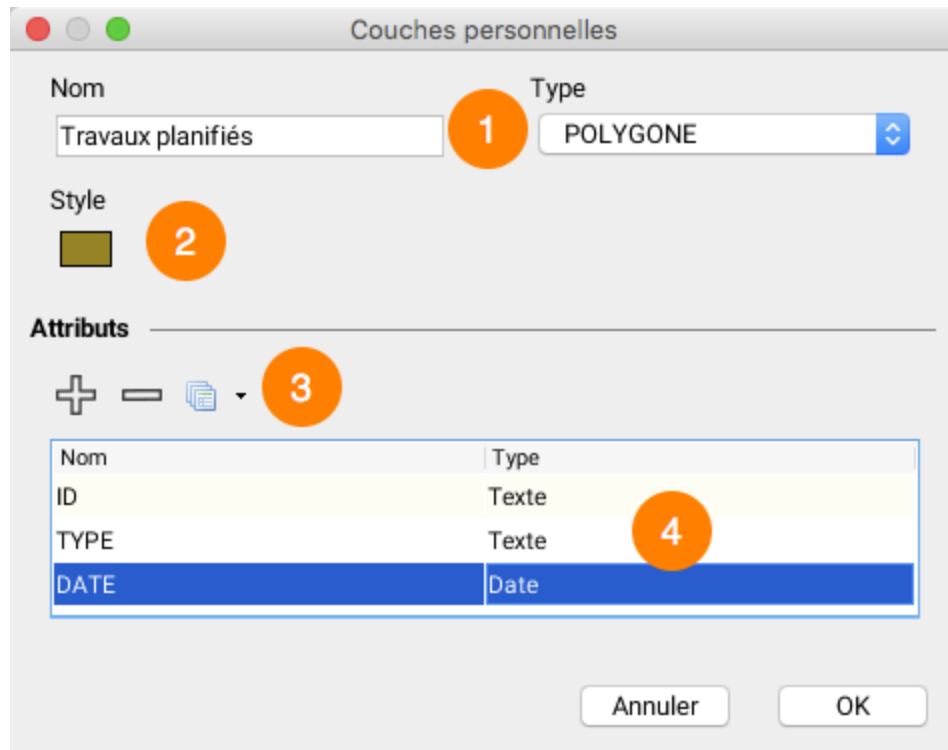 Couches personnelles
Nom Type
Travaux planifiés 1 POLYGONE
Style
2
Attributs
3
Nom Type
ID Texte
TYPE Texte 4
DATE Date
Annuler OK